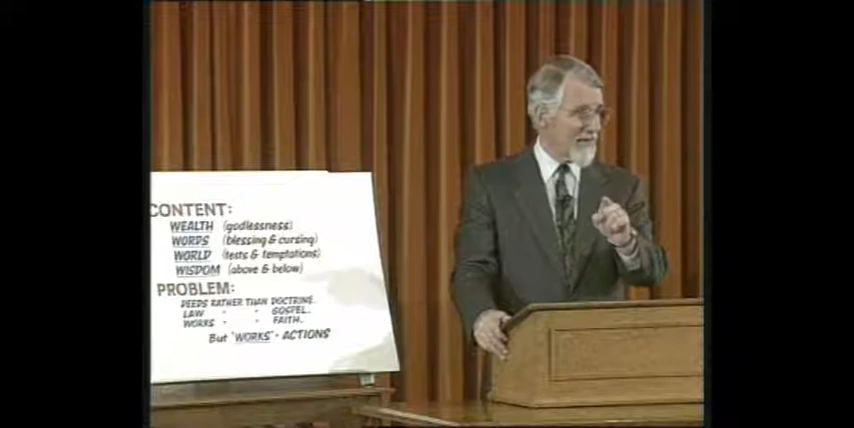 CONTENT:
WEALTH (godlessness)
WORDS (blessing & cursing)
WORLD (tests & temptations)
WISDOM (above & below)
PROBLEM:
DEEDS RATHER THAN DOCTRINE.
LAW " " GOSPEL.
WORKS " " FAITH.
But "WORKS" = ACTIONS